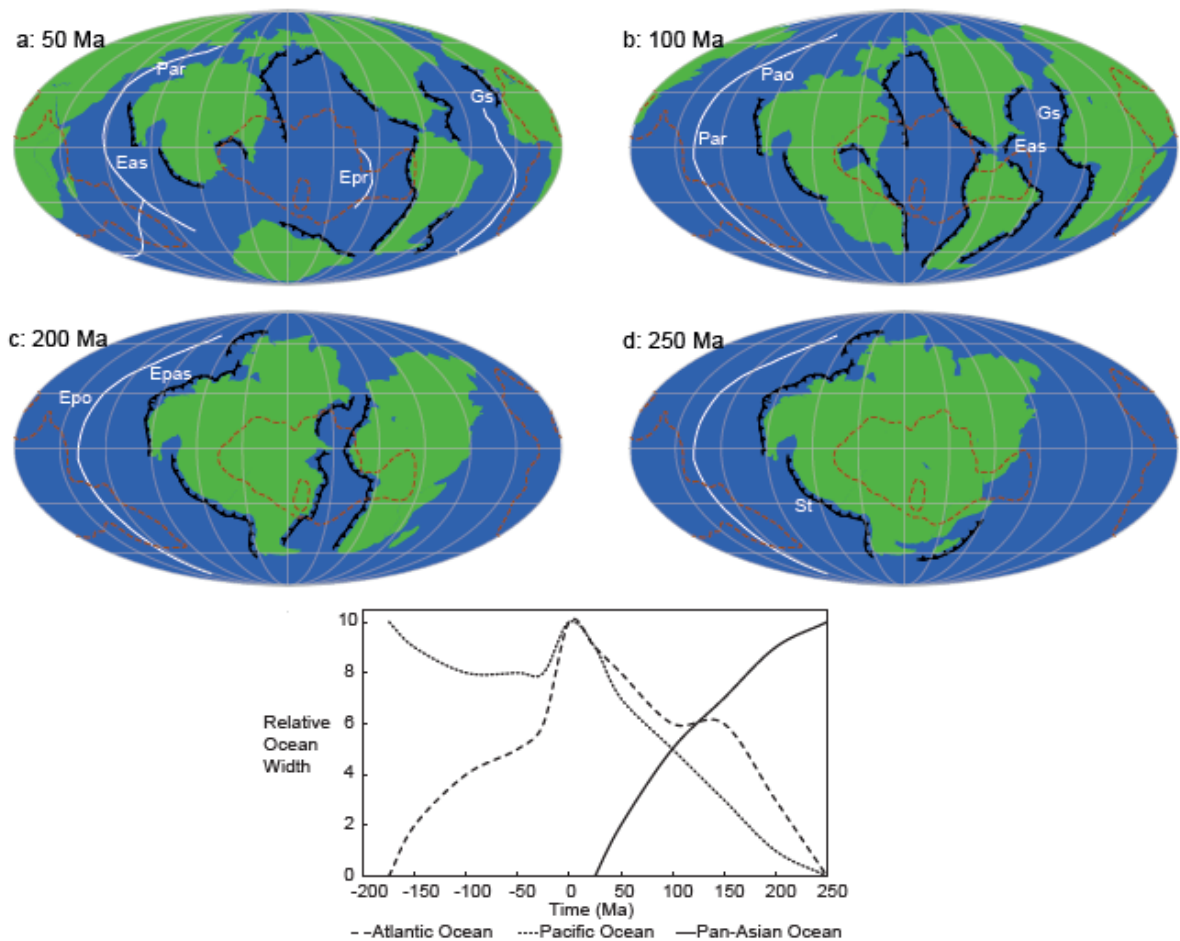 a: 50 Ma
Par
Gs
Eas
Epr
b: 100 Ma
Pao
Gs
Par
Eas
c: 200 Ma
Epas
Epo
d: 250 Ma
St
10
8
Relative
6
Ocean
Width
4
2
0
-200 -150 -100 -50 0 50 100 150 200 250
Time (Ma)
Atlantic Ocean Pacific Ocean Pan-Asian Ocean